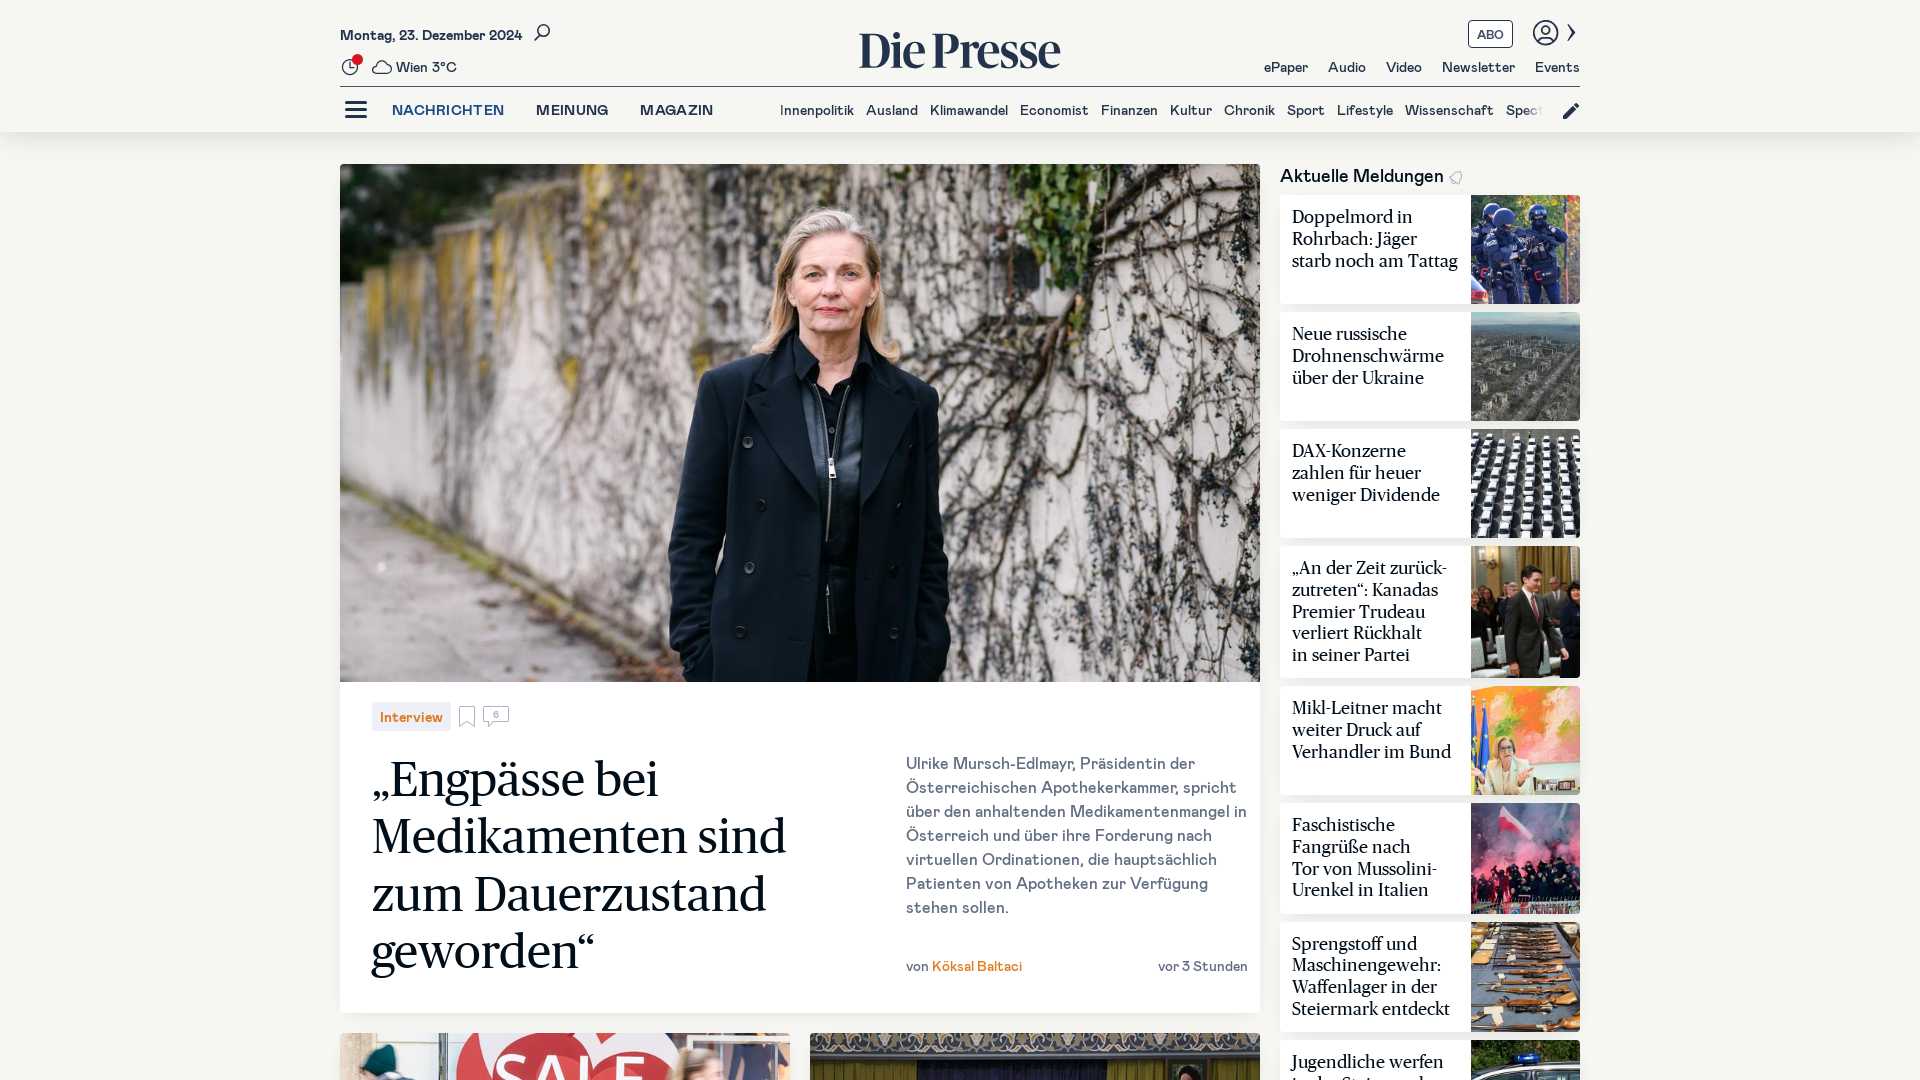 Montag, 23. Dezember 2024
Wien 3°C
Die Presse
ABO
ePaper
Audio
Video
Newsletter
Events
NACHRICHTEN
MEINUNG
MAGAZIN
Innenpolitik
Ausland
Klimawandel
Economist
Finanzen
Kultur
Chronik
Sport
Lifestyle
Wissenschaft
Spect
Interview
6
„Engpässe bei
Medikamenten sind
zum Dauerzustand
geworden“
Ulrike Mursch-Edlmayr, Präsidentin der
Österreichischen Apothekerkammer, spricht
über den anhaltenden Medikamentenmangel in
Österreich und über ihre Forderung nach
virtuellen Ordinationen, die hauptsächlich
Patienten von Apotheken zur Verfügung
stehen sollen.
von Köksal Baltaci
vor 3 Stunden
SALE
Aktuelle Meldungen
Doppelmord in
Rohrbach: Jäger
starb noch am Tattag
Neue russische
Drohnenschwärme
über der Ukraine
DAX-Konzerne
zahlen für heuer
weniger Dividende
„An der Zeit zurück-
zutreten“: Kanadas
Premier Trudeau
verliert Rückhalt
in seiner Partei
Mikl-Leitner macht
weiter Druck auf
Verhandler im Bund
Faschistische
Fangrüße nach
Tor von Mussolini-
Urenkel in Italien
Sprengstoff und
Maschinengewehr:
Waffenlager in der
Steiermark entdeckt
Jugendliche werfen